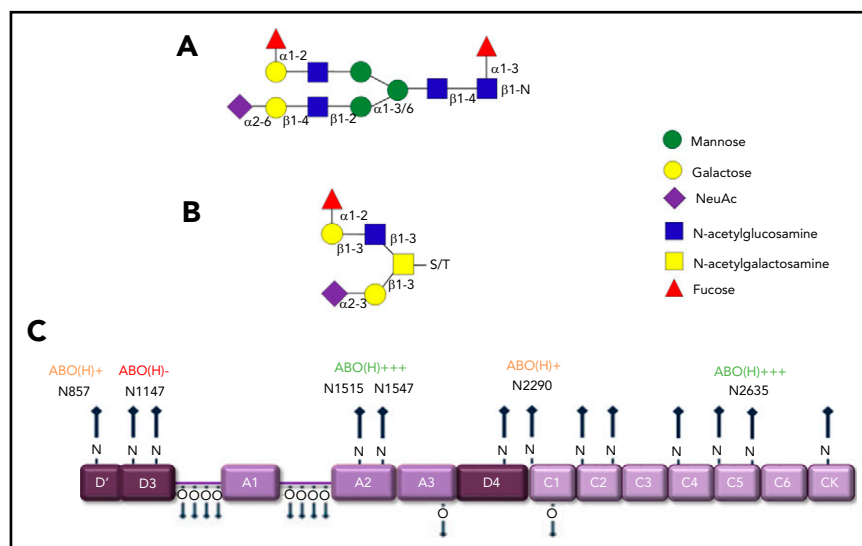 A
α1-2
α1-3
α2-6
β1-4
β1-2
α1-3/6
β1-4
β1-N
Mannose
Galactose
NeuAc
N-acetylglucosamine
N-acetylgalactosamine
Fucose
B
α1-2
β1-3
β1-3
S/T
α2-3
β1-3
C
ABO(H)+ ABO(H)- ABO(H)+++ ABO(H)+ ABO(H)+++
N857 N1147 N1515 N1547 N2290 N2635
N N N N N N N N N N N N N
D' D3 A1 A2 A3 D4 C1 C2 C3 C4 C5 C6 CK
O O O O O O O O
O O